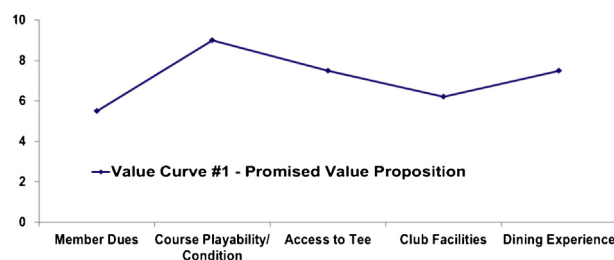 10
8
6
4
2
0
Value Curve #1 - Promised Value Proposition
Member Dues
Course Playability/
Condition
Access to Tee
Club Facilities
Dining Experience